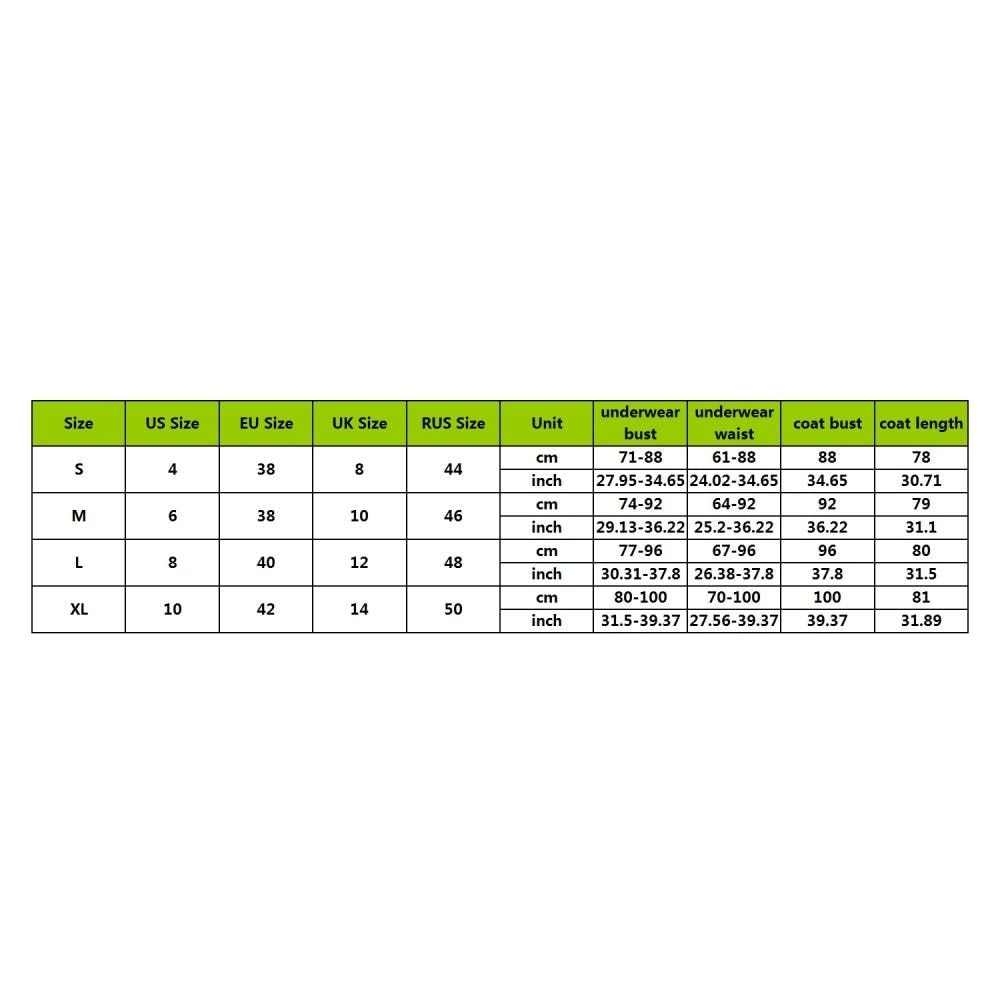 Size US Size EU Size UK Size RUS Size Unit underwear bust underwear waist coat bust coat length
S 4 38 8 44 cm 71-88 61-88 88 78
inch 27.95-34.65 24.02-34.65 34.65 30.71
M 6 38 10 46 cm 74-92 64-92 92 79
inch 29.13-36.22 25.2-36.22 36.22 31.1
L 8 40 12 48 cm 77-96 67-96 96 80
inch 30.31-37.8 26.38-37.8 37.8 31.5
XL 10 42 14 50 cm 80-100 70-100 100 81
inch 31.5-39.37 27.56-39.37 39.37 31.89